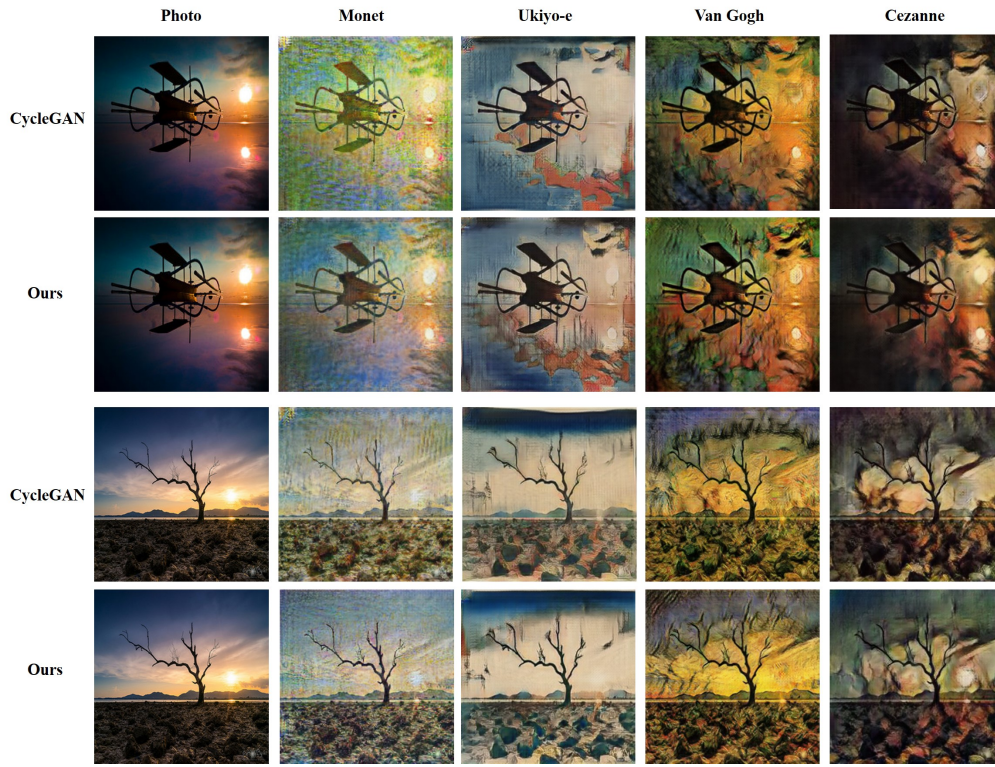 Photo Monet Ukiyo-e Van Gogh Cezanne
CycleGAN
Ours
CycleGAN
Ours